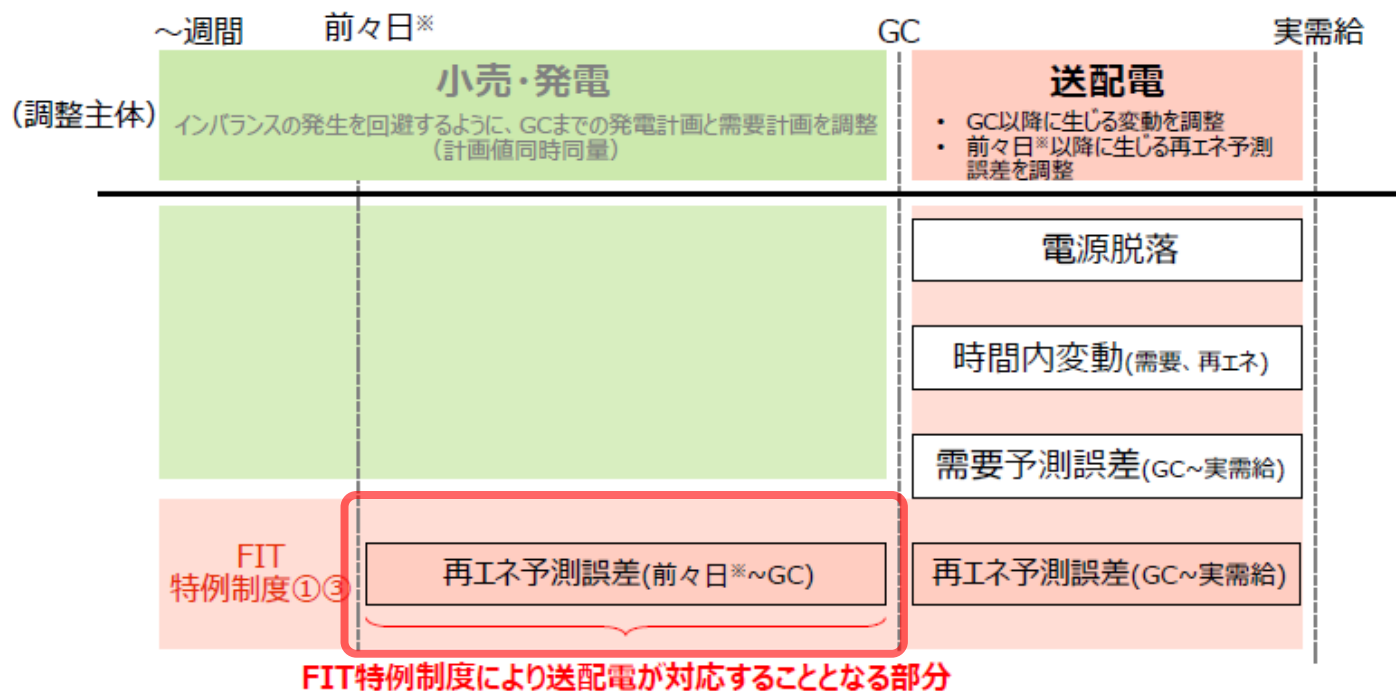 ～週間
前々日※
GC
実需給
(調整主体)
小売・発電
インバランスの発生を回避するように、GCまでの発電計画と需要計画を調整
(計画値同時同量)
送配電
• GC以降に生じる変動を調整
• 前々日※以降に生じる再エネ予測
誤差を調整
電源脱落
時間内変動(需要、再エネ)
需要予測誤差(GC~実需給)
FIT
特例制度①③
再エネ予測誤差(前々日※~GC)
再エネ予測誤差(GC~実需給)
FIT特例制度により送配電が対応することとなる部分